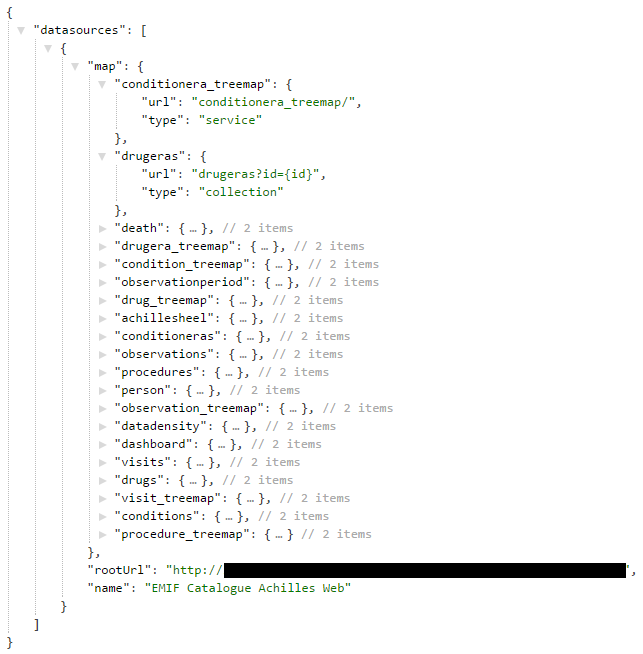 {
"datasources": [
{
"map": {
"conditionera_treemap": {
"url": "conditionera_treemap/",
"type": "service"
},
"drugeras": {
"url": "drugeras?id={id}",
"type": "collection"
},
"death": { … }, // 2 items
"drugera_treemap": { … }, // 2 items
"condition_treemap": { … }, // 2 items
"observationperiod": { … }, // 2 items
"drug_treemap": { … }, // 2 items
"achillesheel": { … }, // 2 items
"conditioneras": { … }, // 2 items
"observations": { … }, // 2 items
"procedures": { … }, // 2 items
"person": { … }, // 2 items
"observation_treemap": { … }, // 2 items
"datadensity": { … }, // 2 items
"dashboard": { … }, // 2 items
"visits": { … }, // 2 items
"drugs": { … }, // 2 items
"visit_treemap": { … }, // 2 items
"conditions": { … }, // 2 items
"procedure_treemap": { … } // 2 items
},
"rootUrl": "http://",
"name": "EMIF Catalogue Achilles Web"
}
]
}